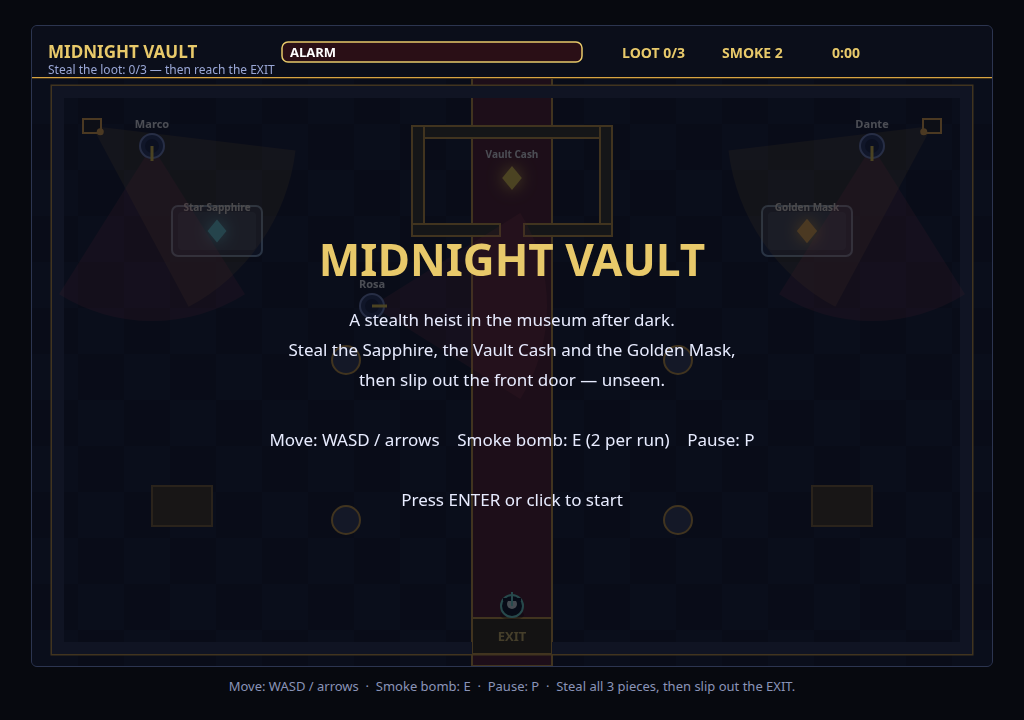 MIDNIGHT VAULT
Steal the loot: 0/3 — then reach the EXIT
ALARM
LOOT 0/3
SMOKE 2
0:00
Marco
Dante
Vault Cash
Star Sapphire
Golden Mask
MIDNIGHT VAULT
Rosa
A stealth heist in the museum after dark.
Steal the Sapphire, the Vault Cash and the Golden Mask,
then slip out the front door — unseen.
Move: WASD / arrows    Smoke bomb: E (2 per run)    Pause: P
Press ENTER or click to start
EXIT
Move: WASD / arrows · Smoke bomb: E · Pause: P · Steal all 3 pieces, then slip out the EXIT.